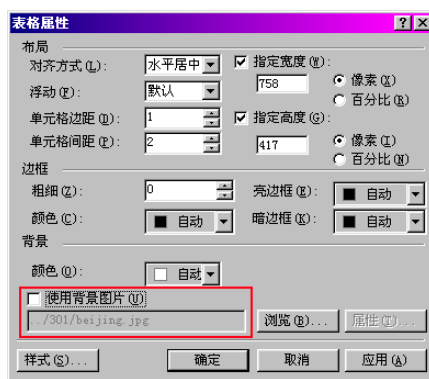 表格属性
布局
对齐方式(L): 水平居中 指定宽度(W):
浮动(F): 默认 758 像素(X)
百分比(R)
单元格边距(D): 1 指定高度(G):
单元格间距(P): 2 417 像素(I)
百分比(N)
边框
粗细(Z): 0 亮边框(E): 自动
颜色(C): 自动 暗边框(K): 自动
背景
颜色(O): 自动
使用背景图片(U)
../301/beijing.jpg 浏览(B)... 属性(T)...
样式(S)... 确定 取消 应用(A)